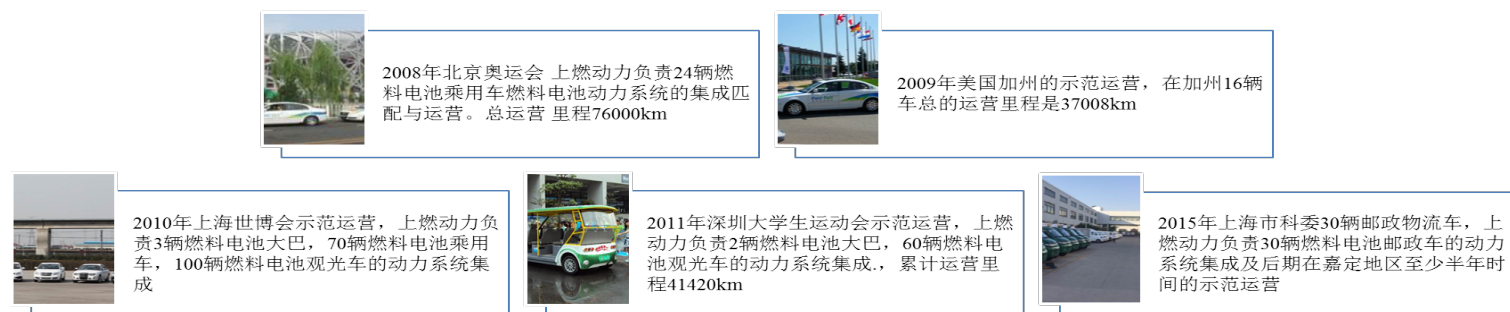 2008年北京奥运会 上燃动力负责24辆燃
料电池乘用车燃料电池动力系统的集成匹
配与运营。总运营 里程76000km
2009年美国加州的示范运营，在加州16辆
车总的运营里程是37008km
2010年上海世博会示范运营，上燃动力负
责3辆燃料电池大巴，70辆燃料电池乘用
车，100辆燃料电池观光车的动力系统集
成
2011年深圳大学生运动会示范运营，上燃
动力负责2辆燃料电池大巴，60辆燃料电
池观光车的动力系统集成.，累计运营里
程41420km
2015年上海市科委30辆邮政物流车，上
燃动力负责30辆燃料电池邮政车的动力
系统集成及后期在嘉定地区至少半年时
间的示范运营